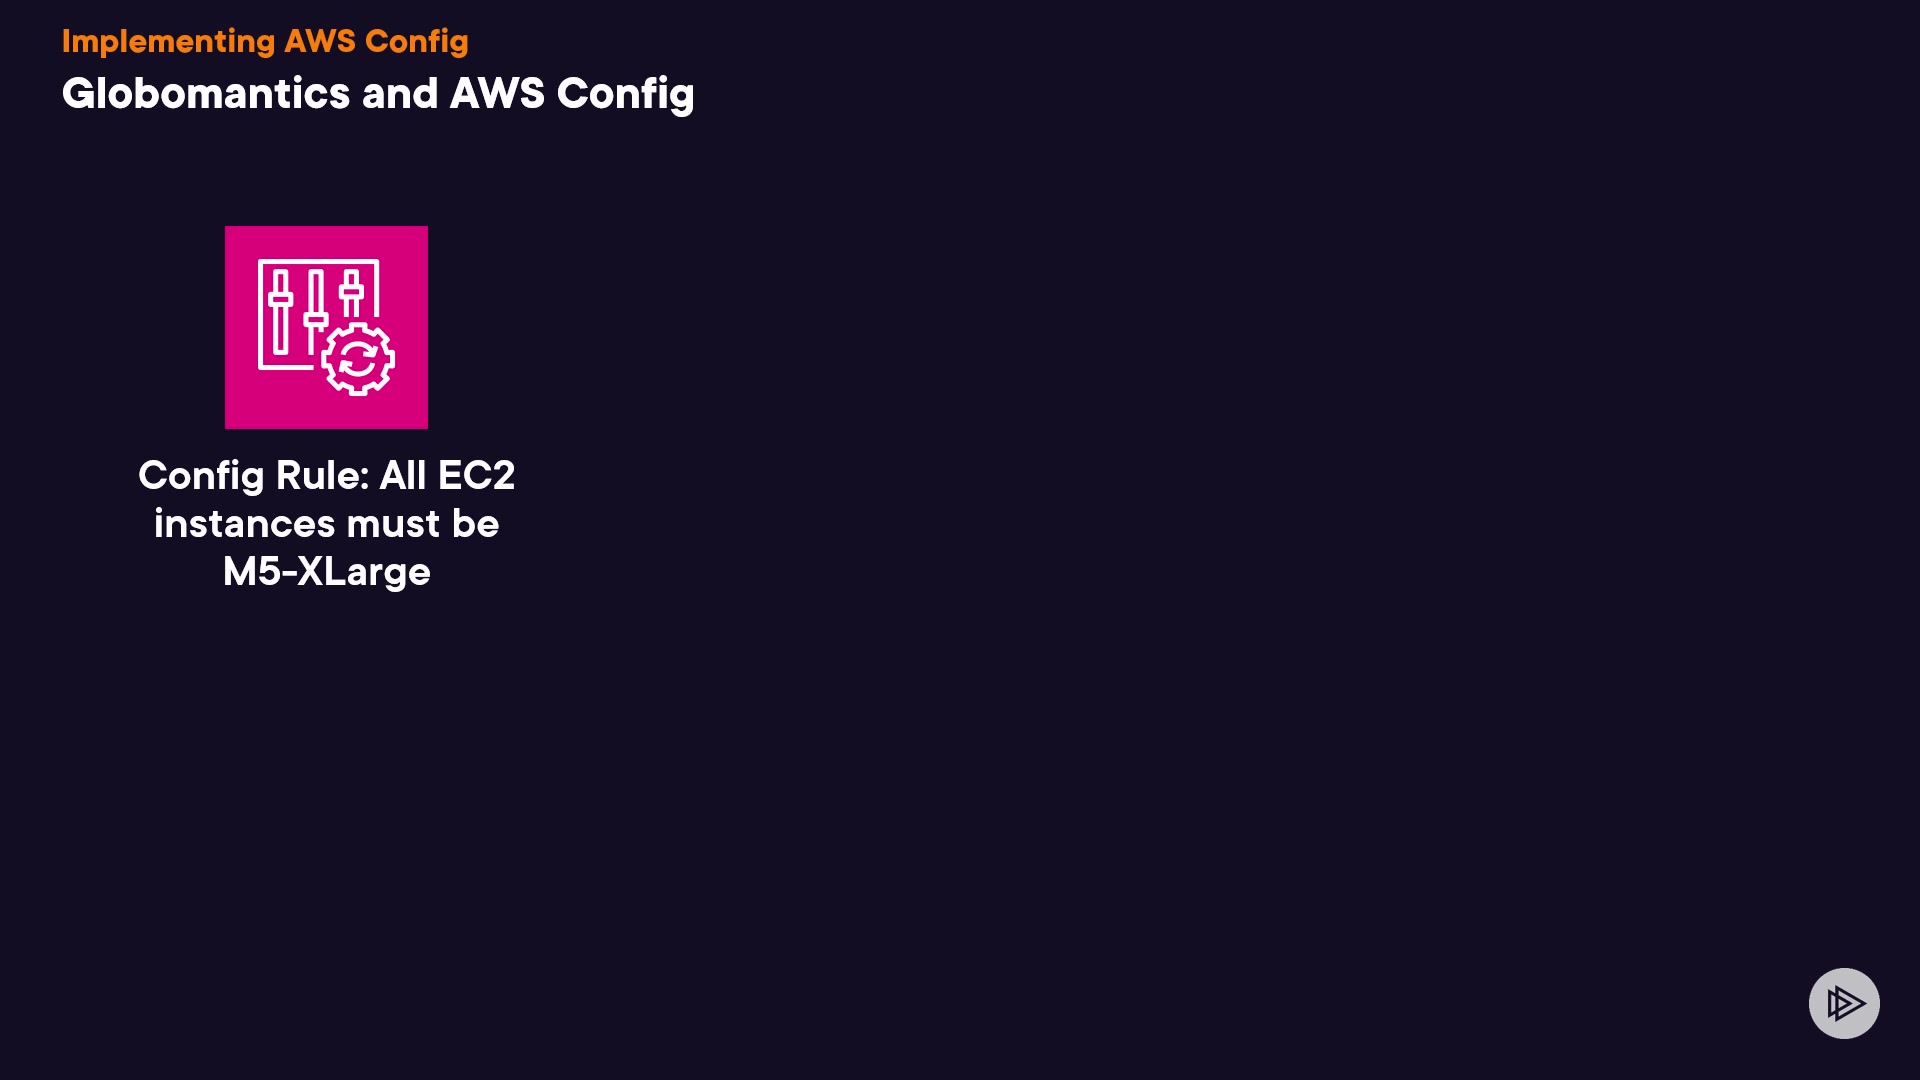 Implementing AWS Config
Globomantics and AWS Config
Config Rule: All EC2
instances must be
M5-XLarge